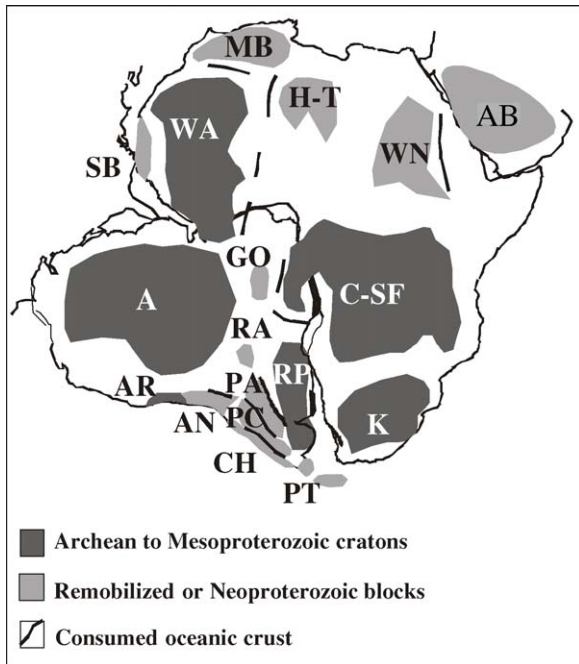 MB
H-T
AB
WA
WN
SB
GO
C-SF
A
RA
RP
AR
PA
K
AN
PC
CH
PT
Archean to Mesoproterozoic cratons
Remobilized or Neoproterozoic blocks
Consumed oceanic crust